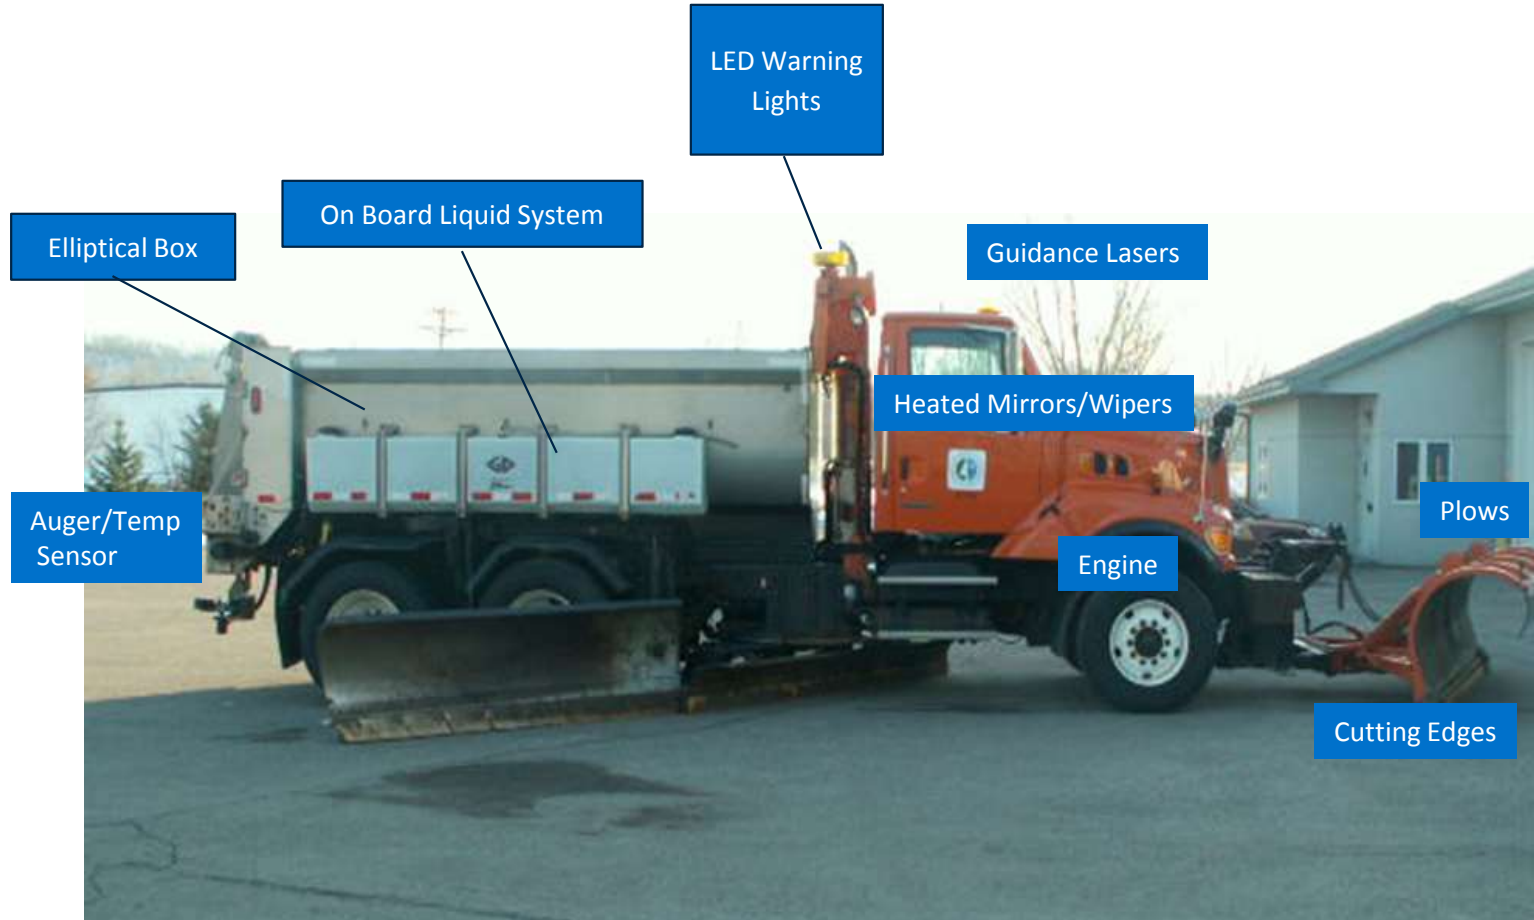 LED Warning
Lights
On Board Liquid System
Elliptical Box
Guidance Lasers
Heated Mirrors/Wipers
Auger/Temp
Sensor
Plows
Engine
Cutting Edges